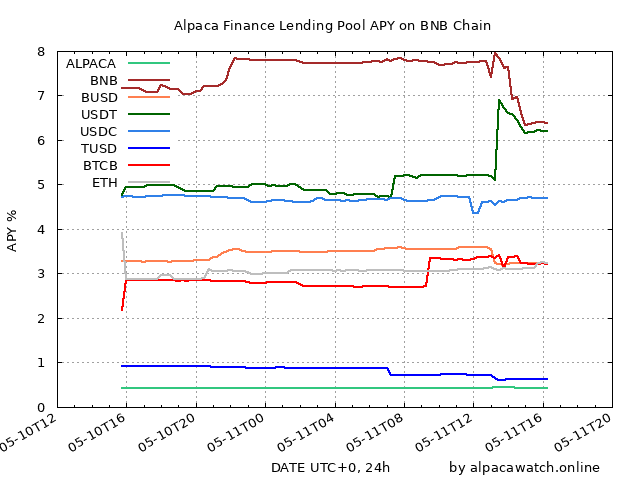 Alpaca Finance Lending Pool APY on BNB Chain
8
7
6
5
4
3
2
1
0
APY %
ALPACA
BNB
BUSD
USDT
USDC
TUSD
BTCB
ETH
05-10T12
05-10T16
05-10T20
05-11T00
05-11T04
05-11T08
05-11T12
05-11T16
05-11T20
DATE UTC+0, 24h
by alpacawatch.online